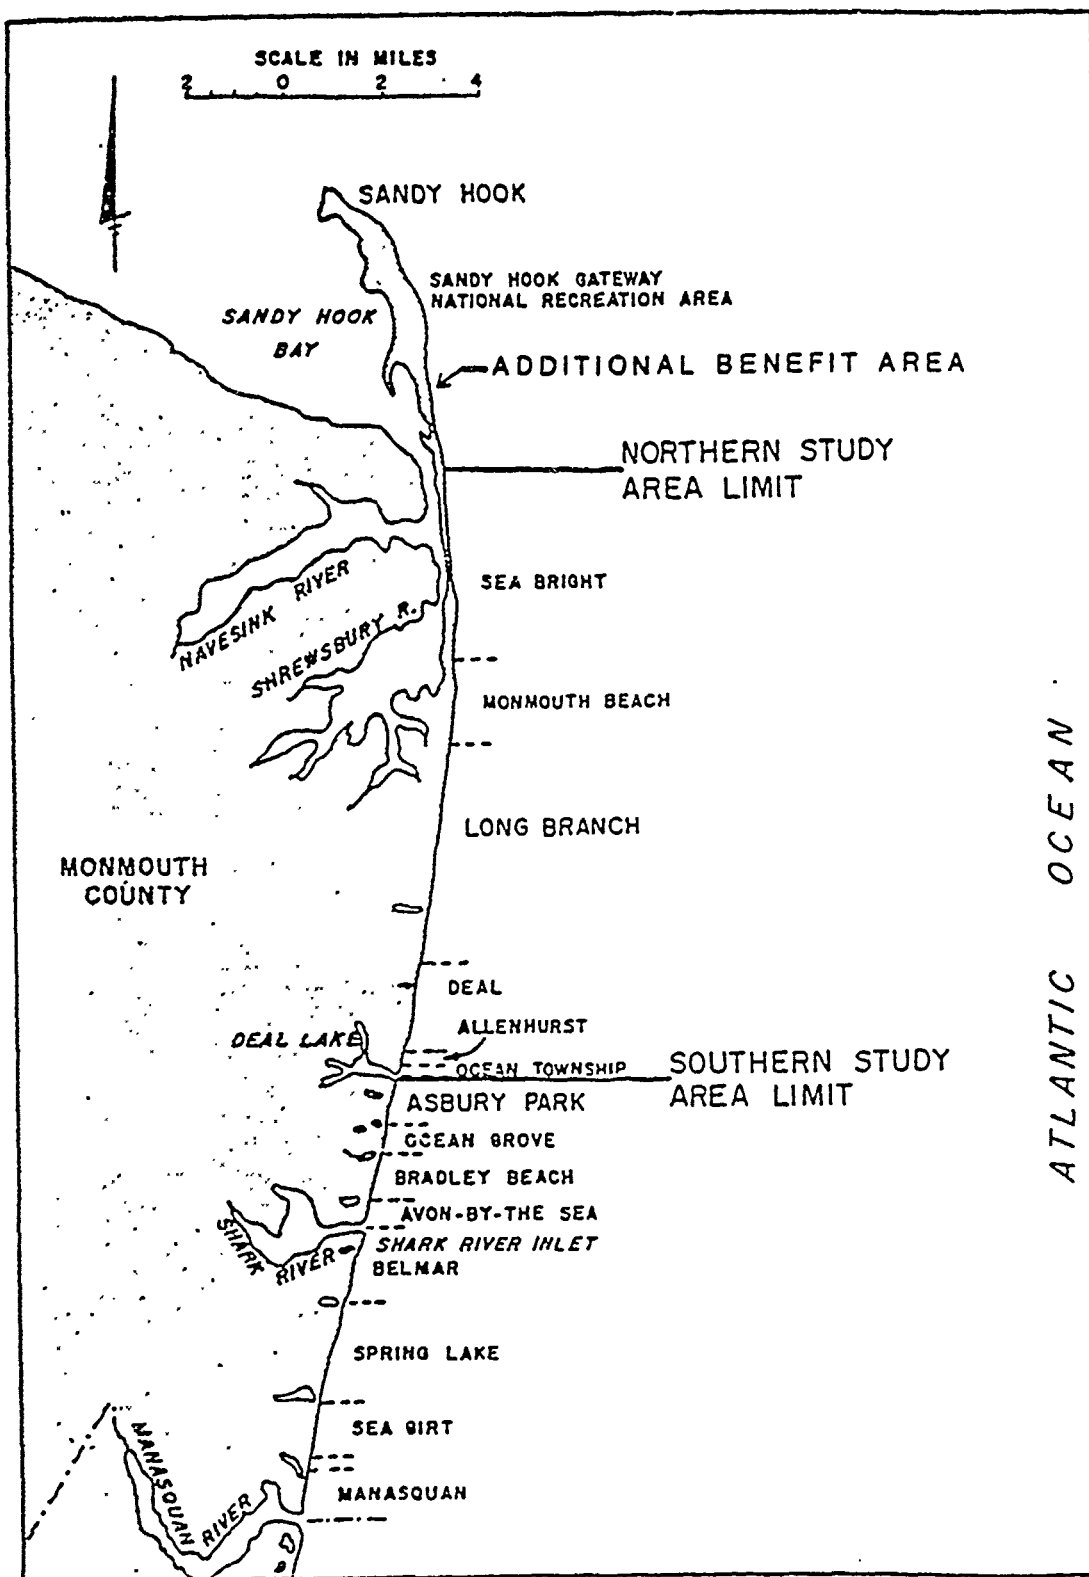 SCALE IN MILES
2 0 2 4
SANDY HOOK
SANDY HOOK GATEWAY
NATIONAL RECREATION AREA
SANDY HOOK
BAY
ADDITIONAL BENEFIT AREA
NORTHERN STUDY
AREA LIMIT
NAVESINK RIVER
SEA BRIGHT
SHREWSBURY R.
MONMOUTH BEACH
LONG BRANCH
MONMOUTH
COUNTY
ATLANTIC OCEAN
DEAL
DEAL LAKE
ALLENHURST
OCEAN TOWNSHIP
SOUTHERN STUDY
AREA LIMIT
ASBURY PARK
OCEAN GROVE
BRADLEY BEACH
AVON-BY-THE SEA
SHARK RIVER
SHARK RIVER INLET
BELMAR
SPRING LAKE
SEA GIRT
MANASQUAN
MANASQUAN RIVER